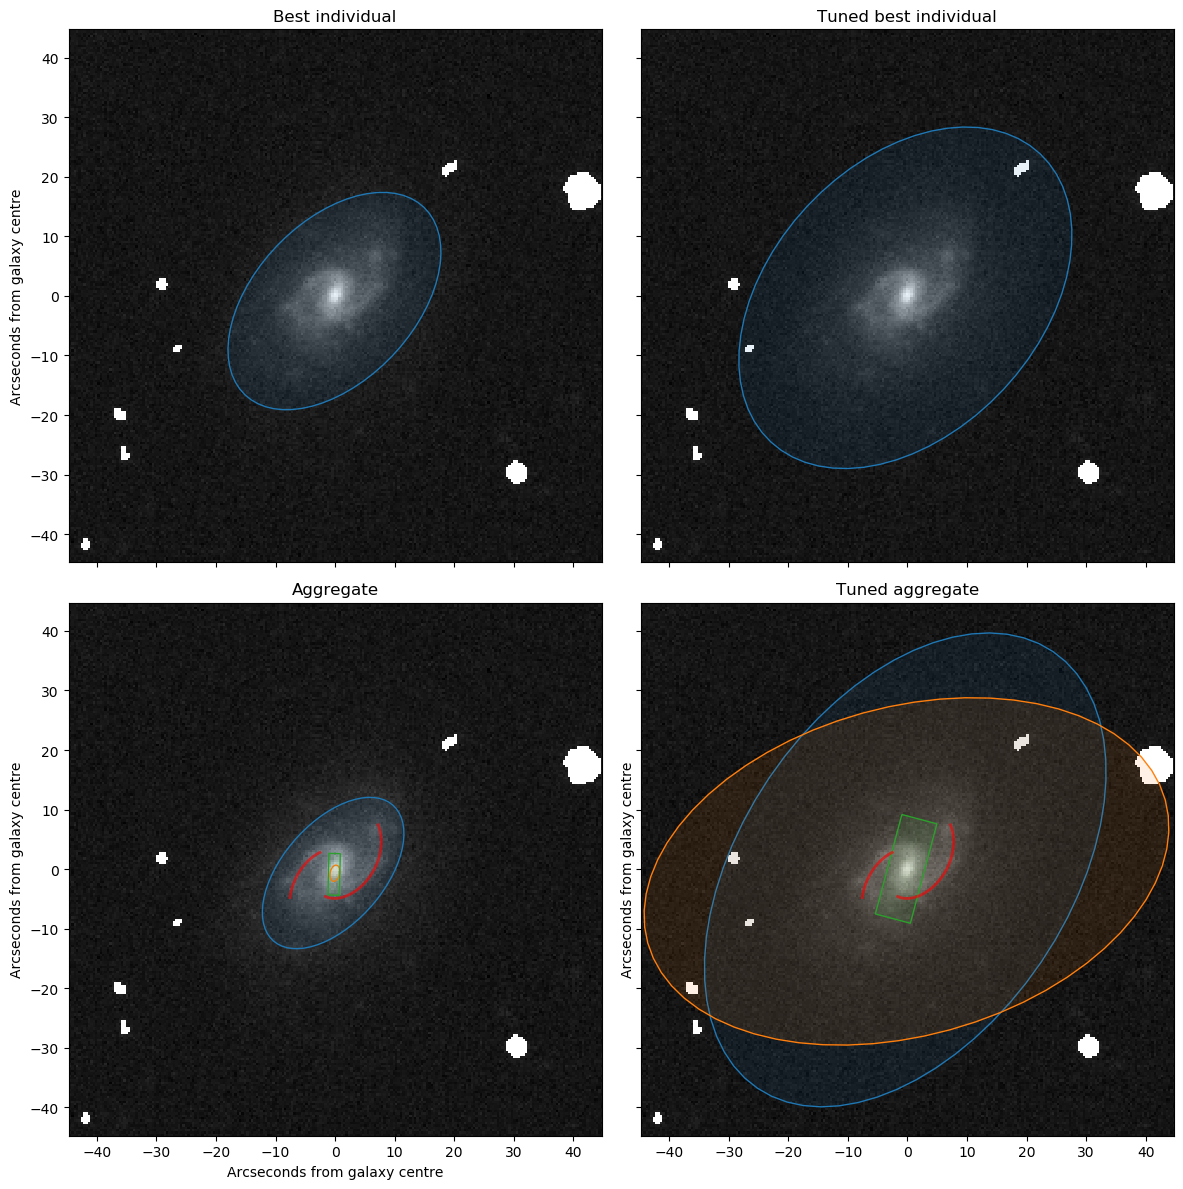 Best individual
Tuned best individual
40
30
20
10
0
−10
−20
−30
−40
Arcseconds from galaxy centre
Aggregate
Tuned aggregate
40
30
20
10
0
−10
−20
−30
−40
Arcseconds from galaxy centre
Arcseconds from galaxy centre
−40 −30 −20 −10 0 10 20 30 40
−40 −30 −20 −10 0 10 20 30 40
Arcseconds from galaxy centre